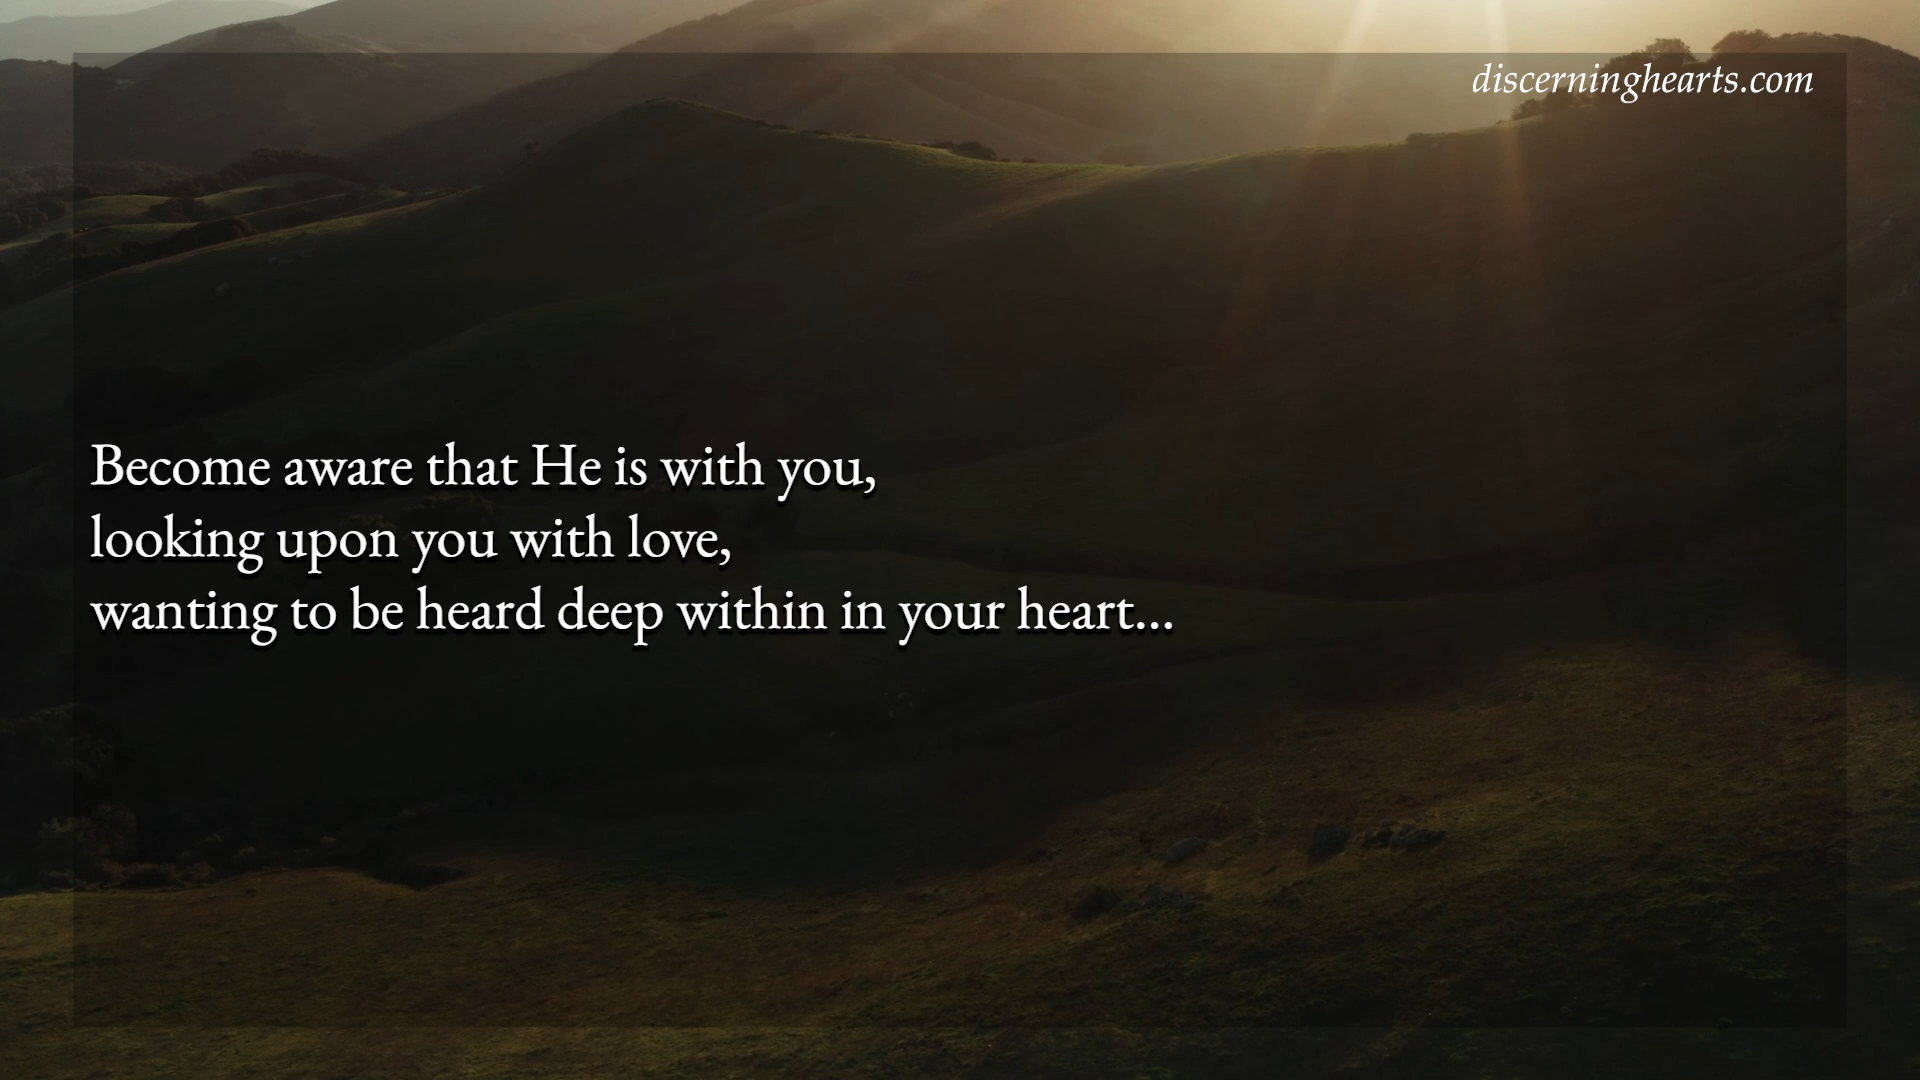 discerninghearts.com
Become aware that He is with you,
looking upon you with love,
wanting to be heard deep within in your heart...